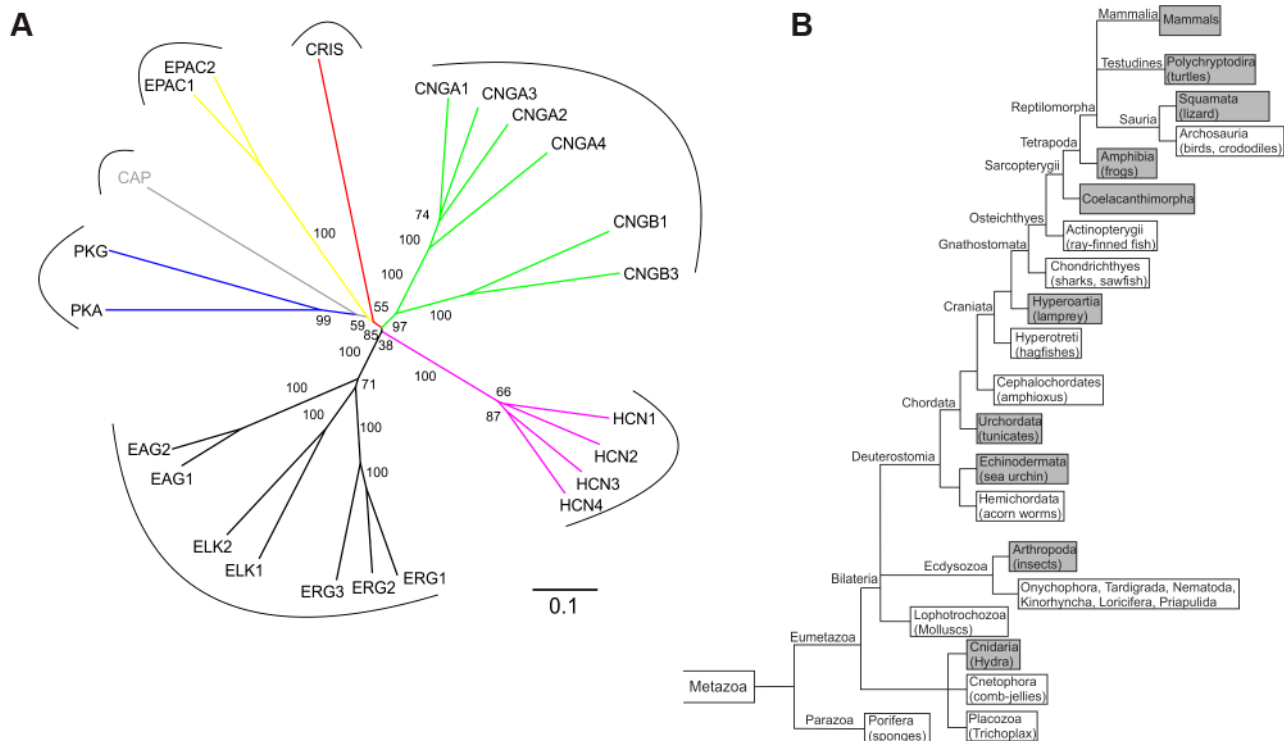 A
CRIS
EPAC2
EPAC1
CNGA1
CNGA3
CNGA2
CNGA4
CAP
CNGB1
PKG
CNGB3
PKA
100
74
100
100
100
55
97
59
85
38
99
100
100
66
87
71
100
100
100
100
HCN1
HCN2
HCN3
HCN4
EAG2
EAG1
ELK2
ELK1
ERG3
ERG2
ERG1
0.1
B
Mammalia
Mammals
Testudines
Polychryptodira
(turtles)
Reptilomorpha
Sauria
Squamata
(lizard)
Archosauria
(birds, crododiles)
Tetrapoda
Amphibia
(frogs)
Sarcopterygii
Coelacanthimorpha
Osteichthyes
Actinopterygii
(ray-finned fish)
Gnathostomata
Chondrichthyes
(sharks, sawfish)
Craniata
Hyperoartia
(lamprey)
Hyperotreti
(hagfishes)
Cephalochordates
(amphioxus)
Chordata
Urchordata
(tunicates)
Deuterostomia
Echinodermata
(sea urchin)
Hemichordata
(acorn worms)
Arthropoda
(insects)
Ecdysozoa
Bilateria
Onychophora, Tardigrada, Nematoda,
Kinorhyncha, Loricifera, Priapulida
Lophotrochozoa
(Molluscs)
Eumetazoa
Cnidaria
(Hydra)
Metazoa
Cnetophora
(comb-jellies)
Parazoa
Porifera
(sponges)
Placozoa
(Trichoplax)